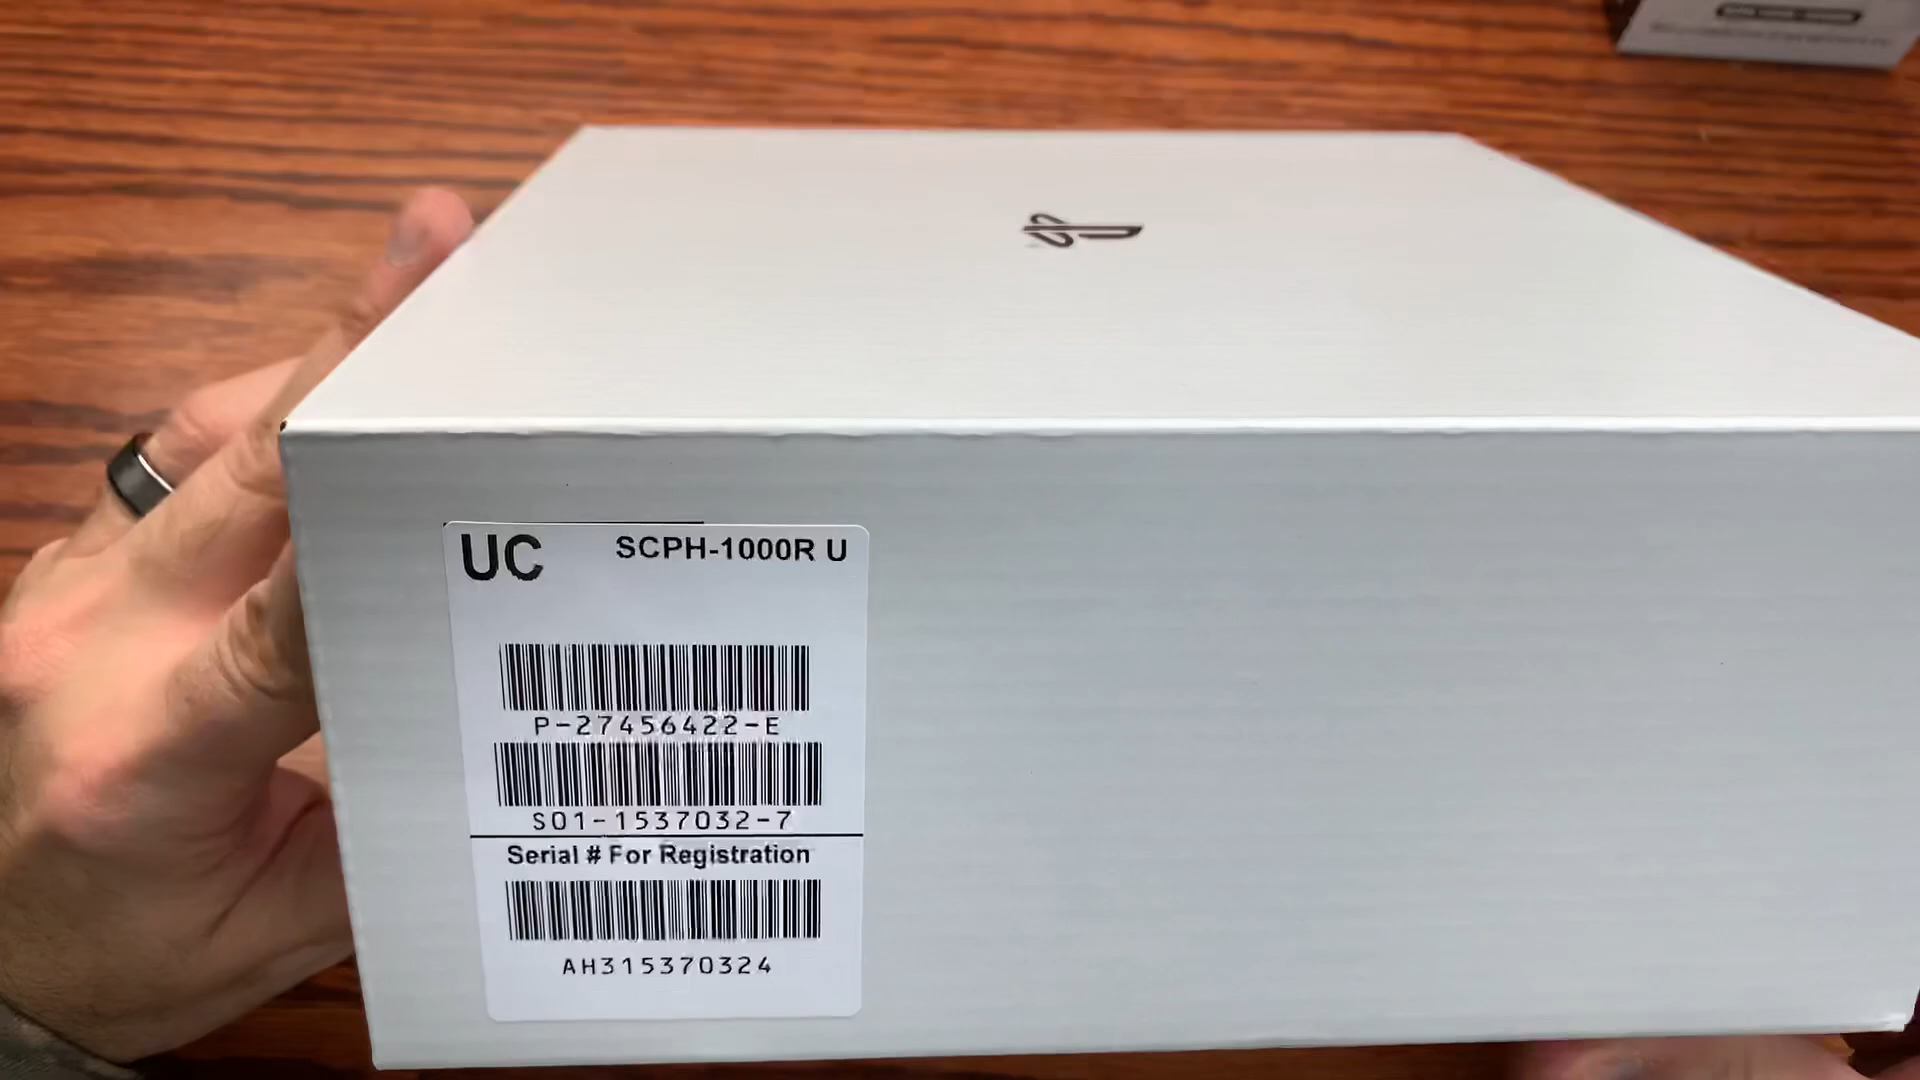 UC SCPH-1000R U
P-27456422-E
S01-1537032-7
Serial # For Registration
AH315370324